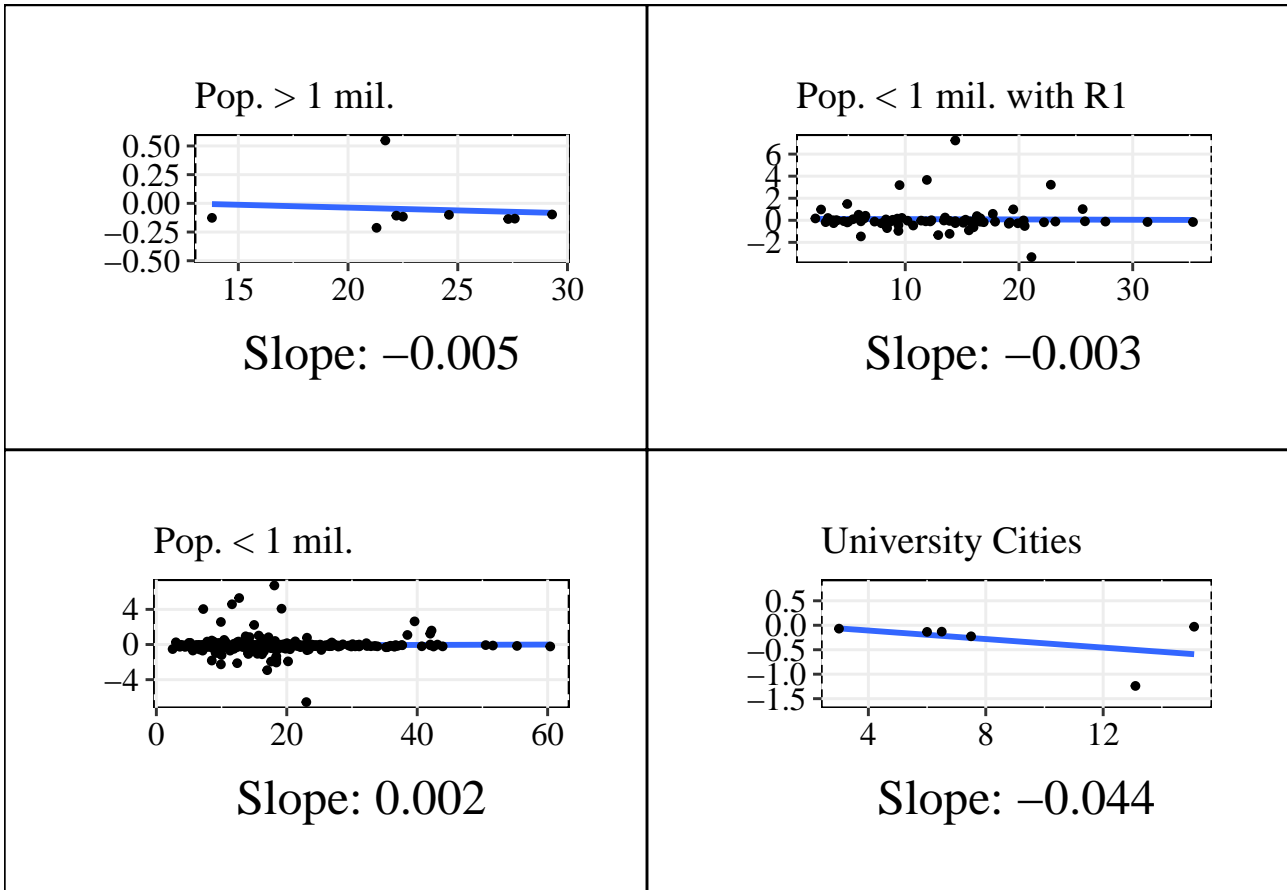 Pop. > 1 mil.
0.50
0.25
0.00
−0.25
−0.50
15 20 25 30
Slope: −0.005
Pop. < 1 mil. with R1
6
4
2
0
−2
10 20 30
Slope: −0.003
Pop. < 1 mil.
4
0
−4
0 20 40 60
Slope: 0.002
University Cities
0.5
0.0
−0.5
−1.0
−1.5
4 8 12
Slope: −0.044